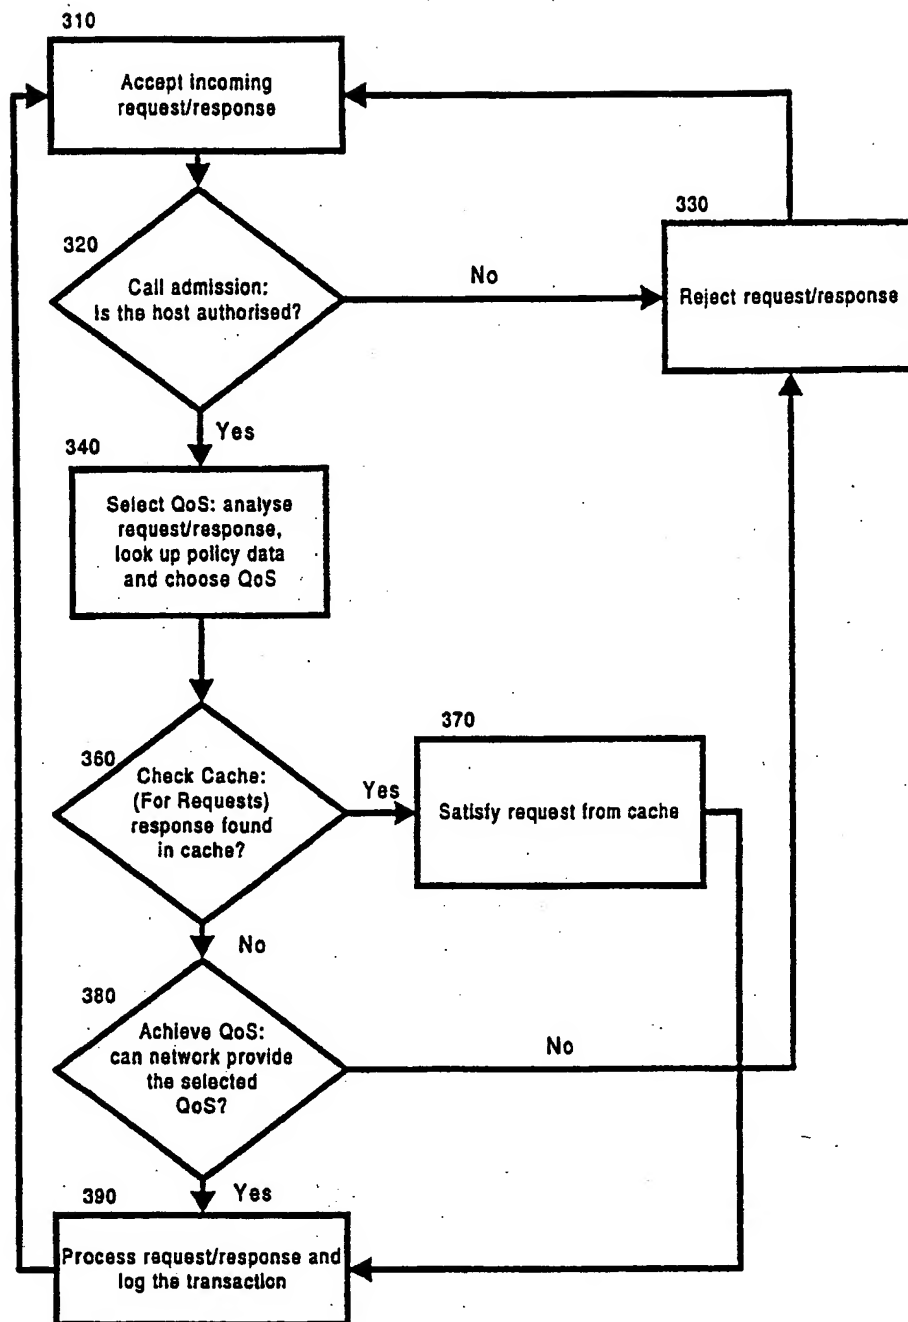 310
Accept incoming
request/response
320
Call admission:
Is the host authorised?
No
330
Reject request/response
Yes
340
Select QoS: analyse
request/response,
look up policy data
and choose QoS
360
Check Cache:
(For Requests)
response found
in cache?
Yes
370
Satisfy request from cache
No
380
Achieve QoS:
can network provide
the selected
QoS?
No
Yes
390
Process request/response and
log the transaction